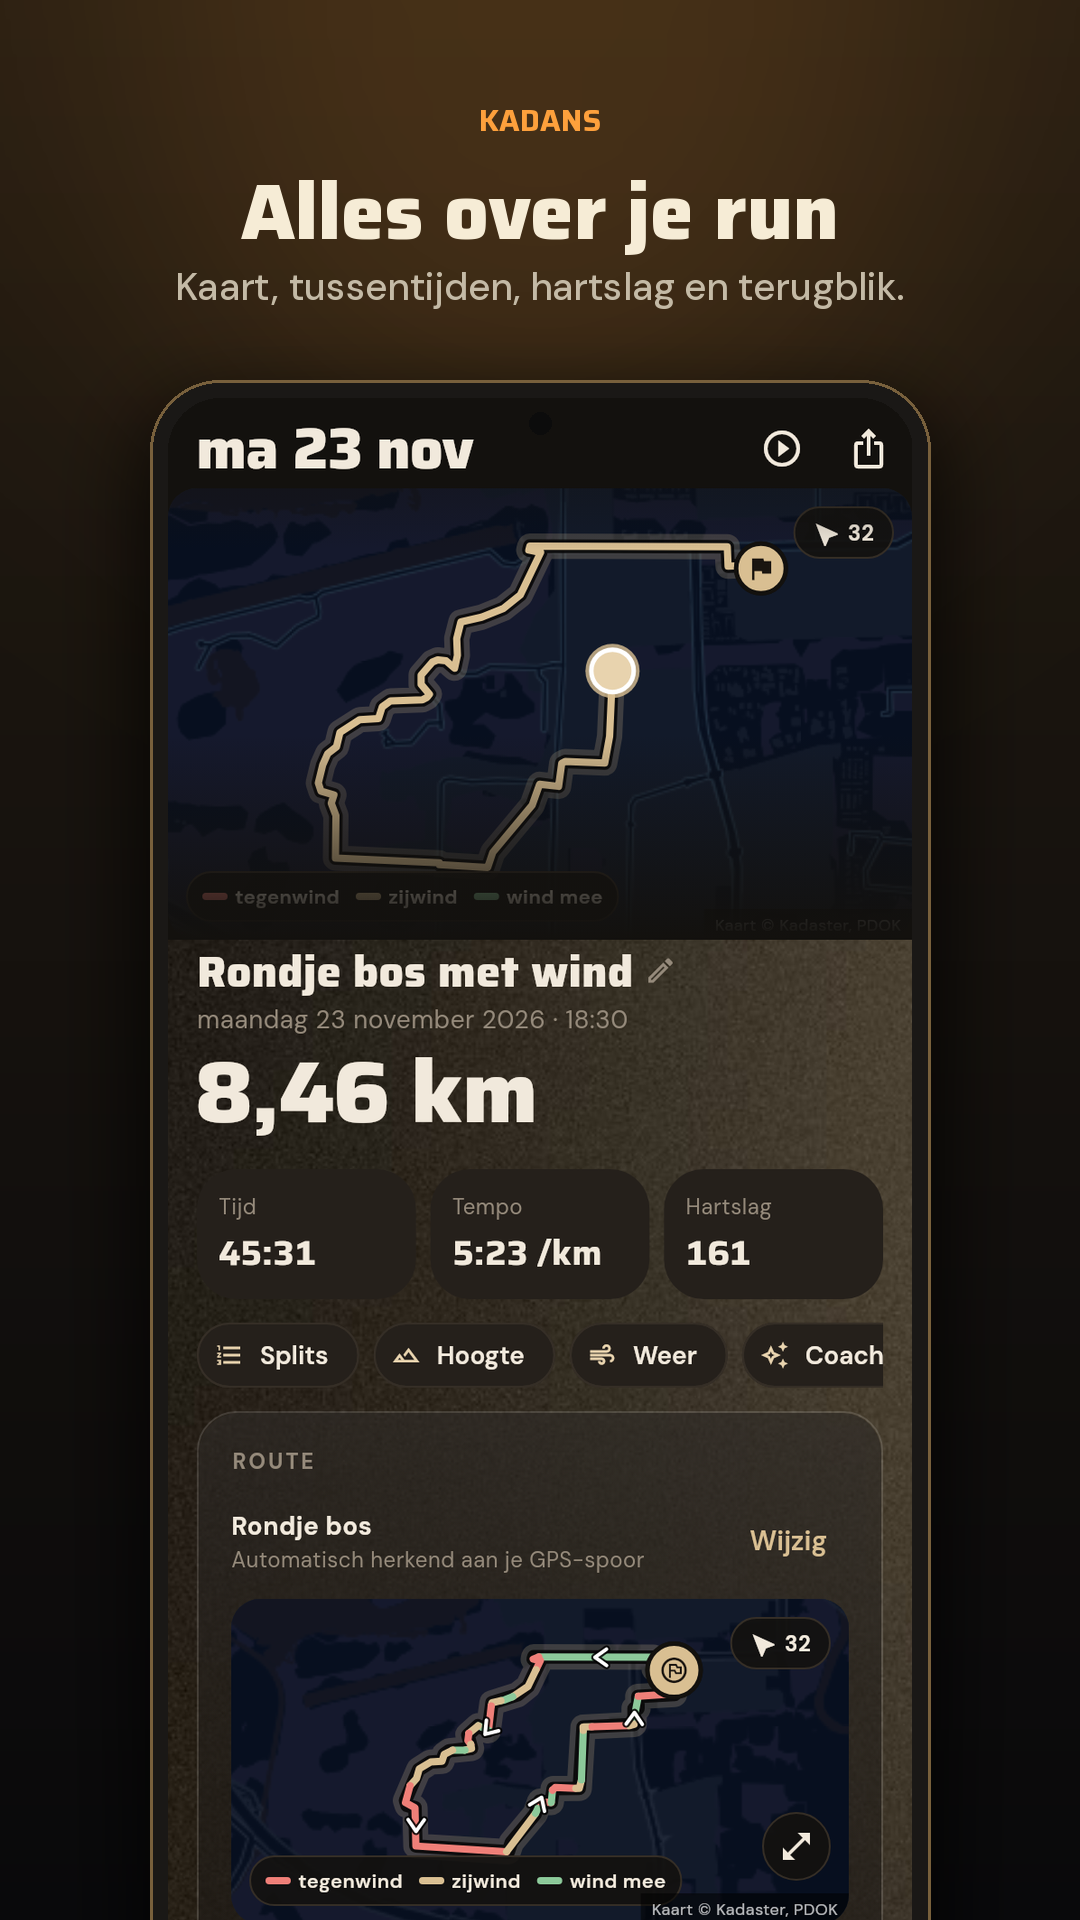 KADANS
Alles over je run
Kaart, tussentijden, hartslag en terugblik.
ma 23 nov
32
tegenwind zijwind wind mee
Kaart © Kadaster, PDOK
Rondje bos met wind
maandag 23 november 2026 · 18:30
8,46 km
Tijd Tempo Hartslag
45:31 5:23 /km 161
Splits Hoogte Weer Coach
ROUTE
Rondje bos
Wijzig
Automatisch herkend aan je GPS-spoor
32
tegenwind zijwind wind mee
Kaart © Kadaster, PDOK